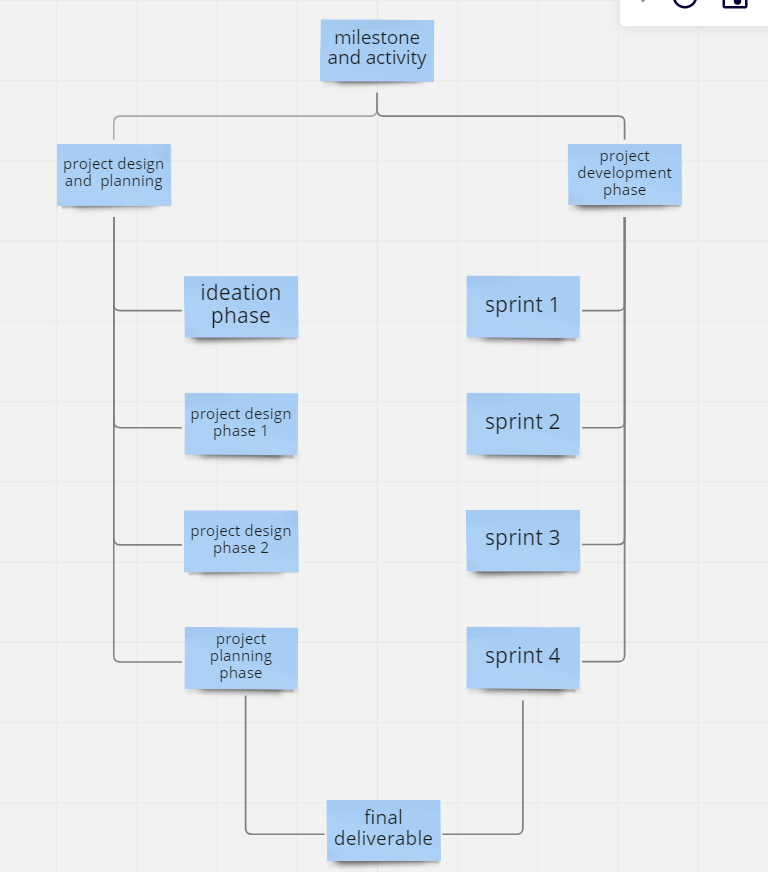 milestone
and activity
project design
and planning
project
development
phase
ideation
phase
sprint 1
project design
phase 1
sprint 2
project design
phase 2
sprint 3
project
planning
phase
sprint 4
final
deliverable